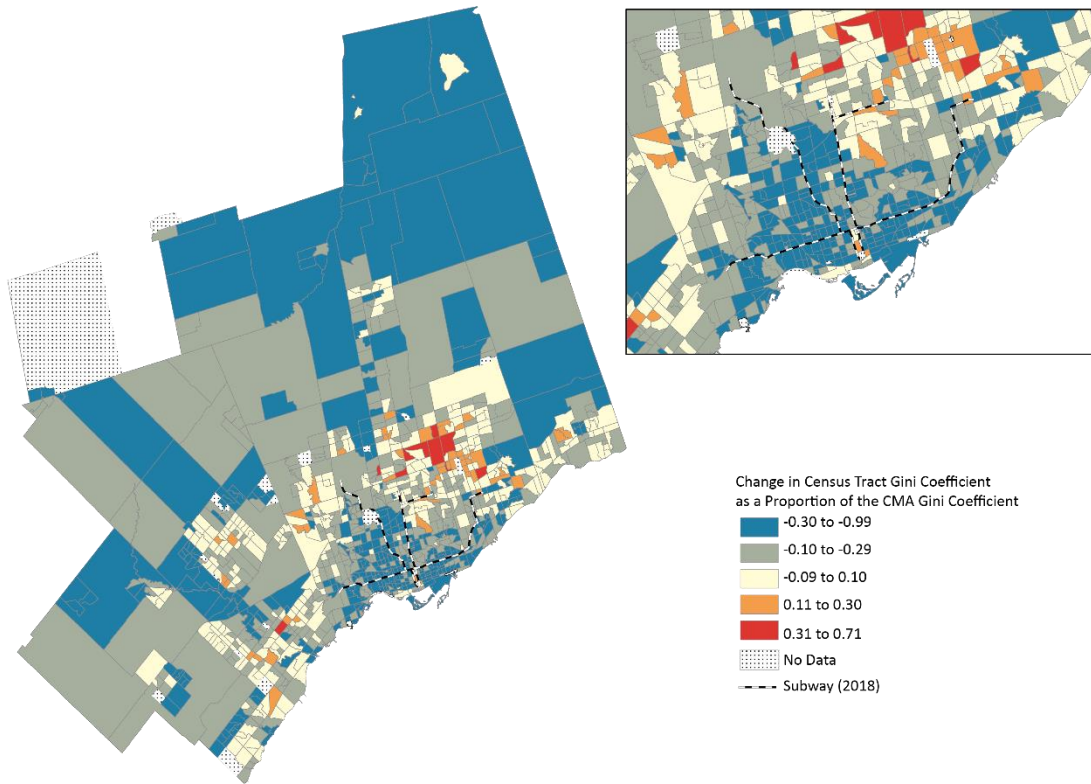 Change in Census Tract Gini Coefficient
as a Proportion of the CMA Gini Coefficient
-0.30 to -0.99
-0.10 to -0.29
-0.09 to 0.10
0.11 to 0.30
0.31 to 0.71
No Data
Subway (2018)